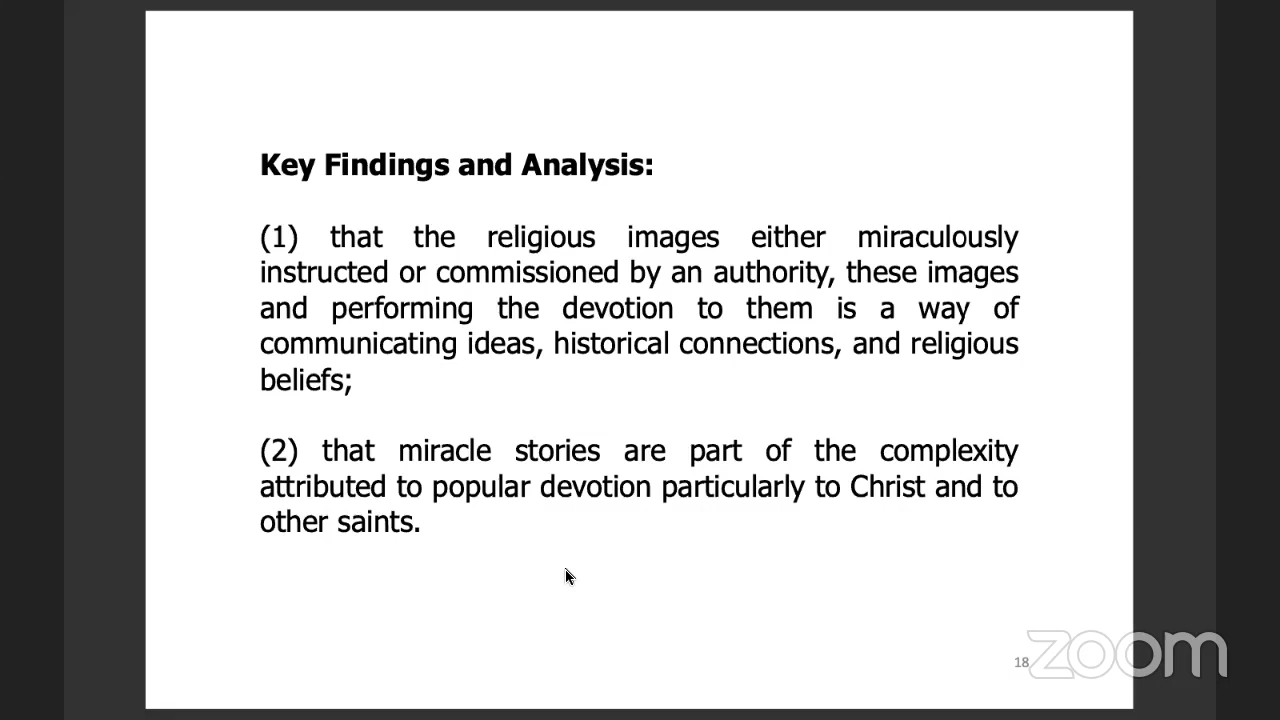 Key Findings and Analysis:
(1) that the religious images either miraculously
instructed or commissioned by an authority, these images
and performing the devotion to them is a way of
communicating ideas, historical connections, and religious
beliefs;
(2) that miracle stories are part of the complexity
attributed to popular devotion particularly to Christ and to
other saints.
18
zoom